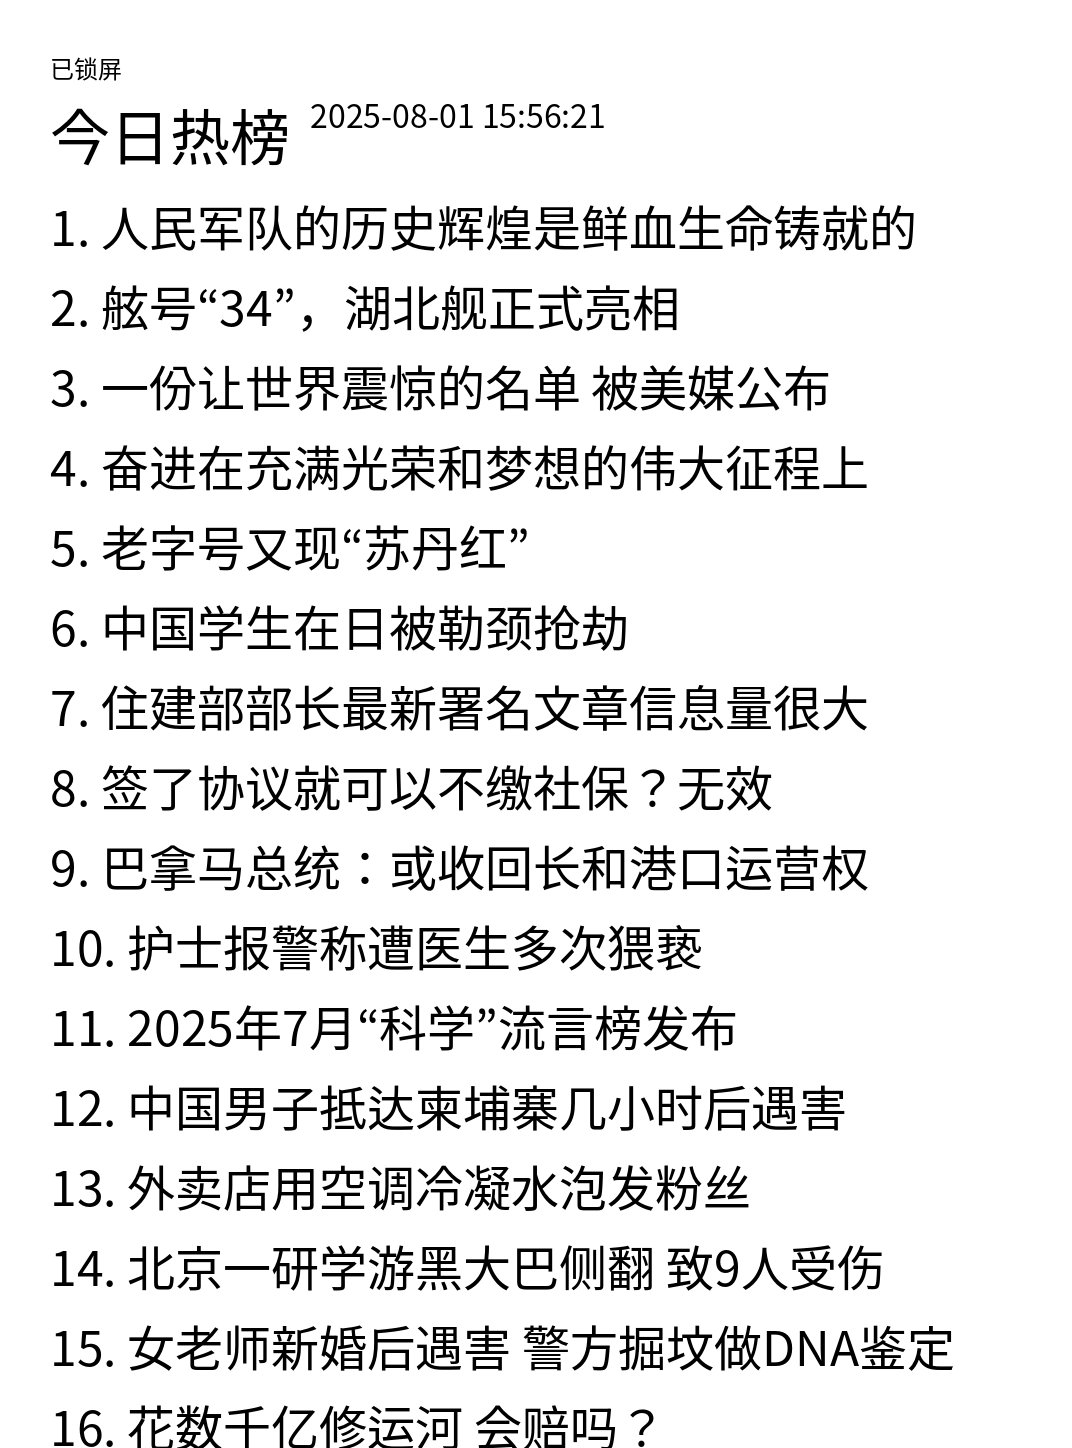 已锁屏
今日热榜 2025-08-01 15:56:21
1. 人民军队的历史辉煌是鲜血生命铸就的
2. 舷号“34”，湖北舰正式亮相
3. 一份让世界震惊的名单 被美媒公布
4. 奋进在充满光荣和梦想的伟大征程上
5. 老字号又现“苏丹红”
6. 中国学生在日被勒颈抢劫
7. 住建部部长最新署名文章信息量很大
8. 签了协议就可以不缴社保？无效
9. 巴拿马总统：或收回长和港口运营权
10. 护士报警称遭医生多次猥亵
11. 2025年7月“科学”流言榜发布
12. 中国男子抵达柬埔寨几小时后遇害
13. 外卖店用空调冷凝水泡发粉丝
14. 北京一研学游黑大巴侧翻 致9人受伤
15. 女老师新婚后遇害 警方掘坟做DNA鉴定
16. 花数千亿修运河 会赔吗？